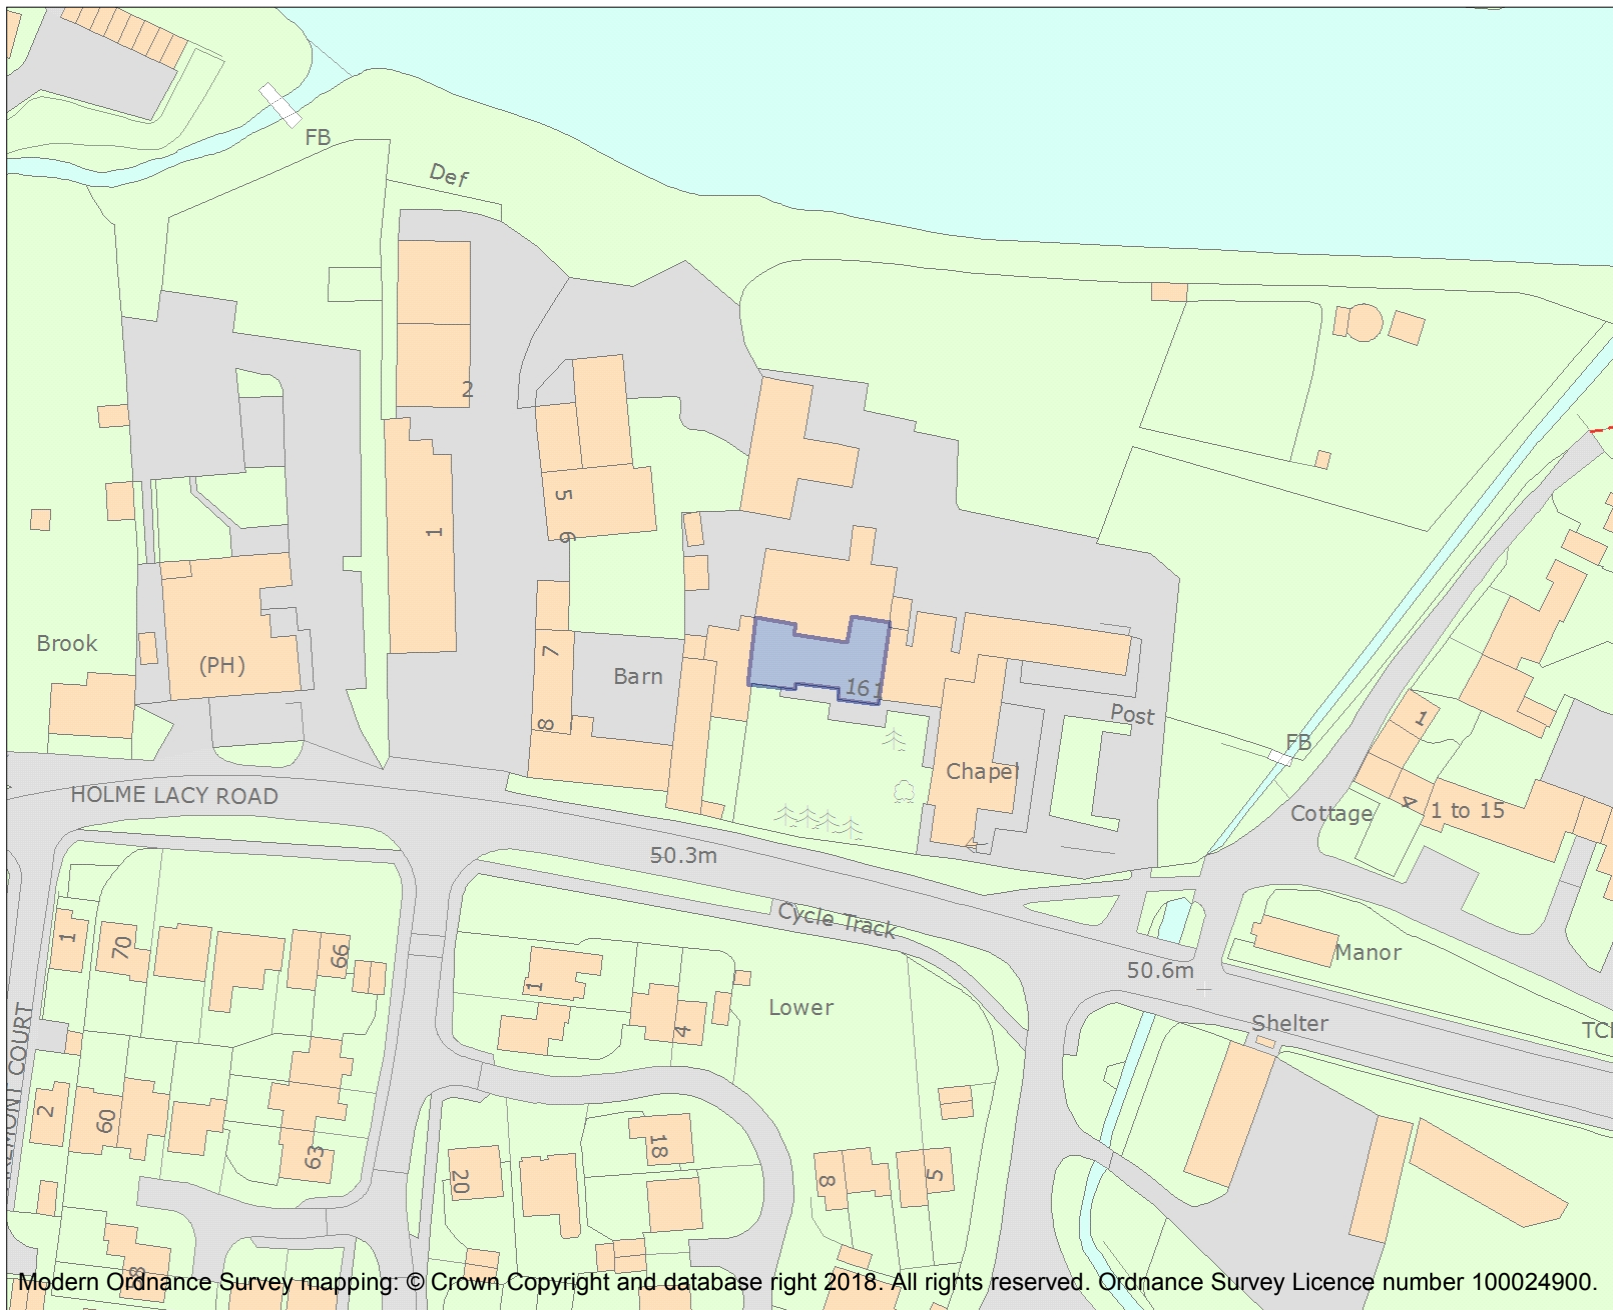 FB
Def
2
1
5
6
Brook
(PH)
7
Barn
8
161
Post
Chapel
FB
1
Cottage
4
1 to 15
HOLME LACY ROAD
50.3m
Cycle Track
1
70
66
1
4
Lower
Manor
50.6m
Shelter
2
60
63
20
18
8
5
8
Modern Ordnance Survey mapping: © Crown Copyright and database right 2018. All rights reserved. Ordnance Survey Licence number 100024900.